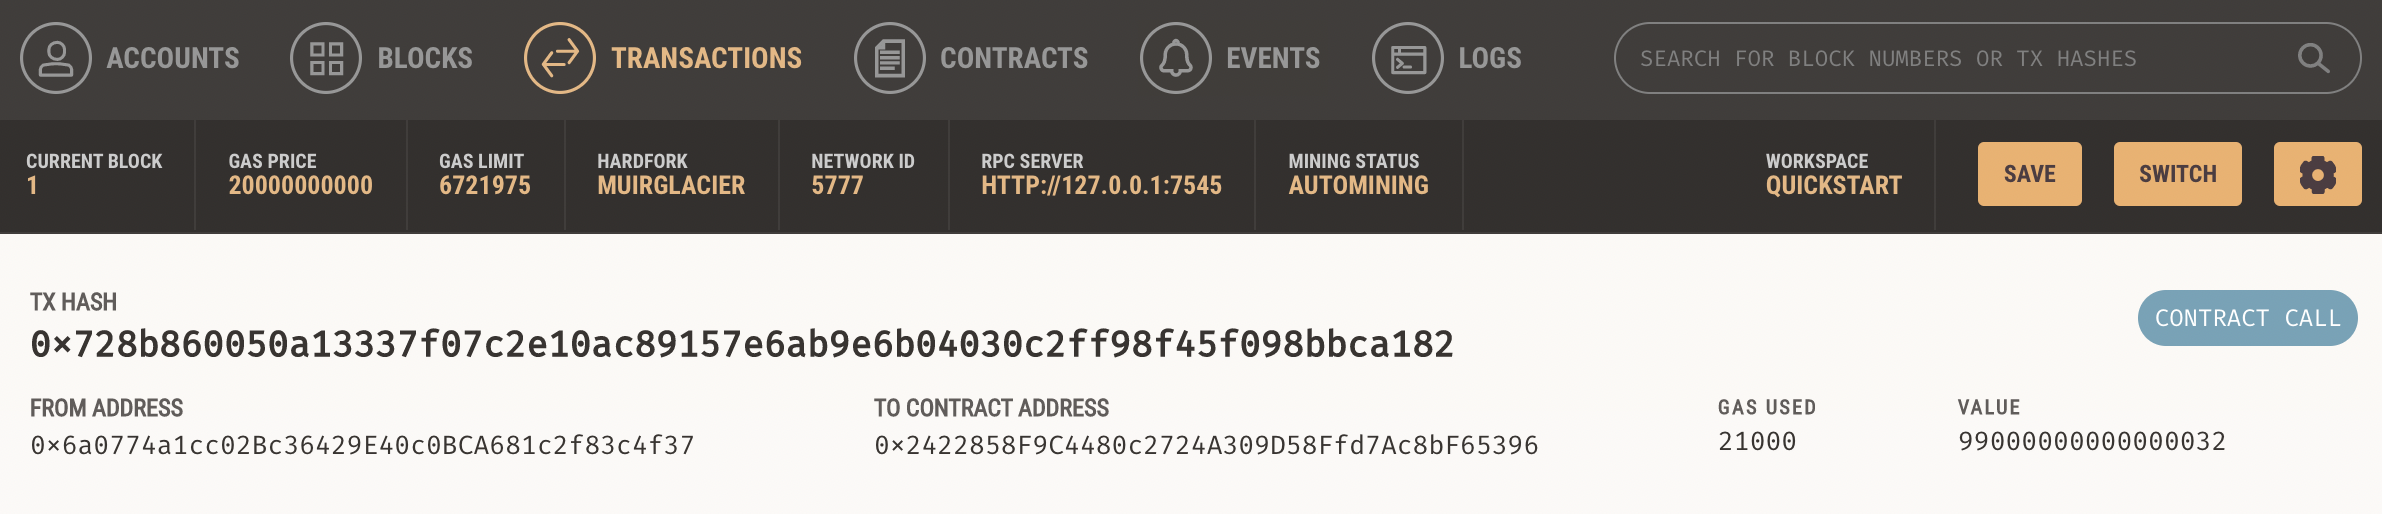 ACCOUNTS BLOCKS TRANSACTIONS CONTRACTS EVENTS LOGS SEARCH FOR BLOCK NUMBERS OR TX HASHES
CURRENT BLOCK GAS PRICE GAS LIMIT HARDFORK NETWORK ID RPC SERVER MINING STATUS WORKSPACE
1 20000000000 6721975 MUIRGLACIER 5777 HTTP://127.0.0.1:7545 AUTOMINING QUICKSTART SAVE SWITCH
TX HASH
0×728b860050a13337f07c2e10ac89157e6ab9e6b04030c2ff98f45f098bbca182 CONTRACT CALL
FROM ADDRESS TO CONTRACT ADDRESS GAS USED VALUE
0×6a0774a1cc02Bc36429E40c0BCA681c2f83c4f37 0×2422858F9C4480c2724A309D58Ffd7Ac8bF65396 21000 99000000000000032